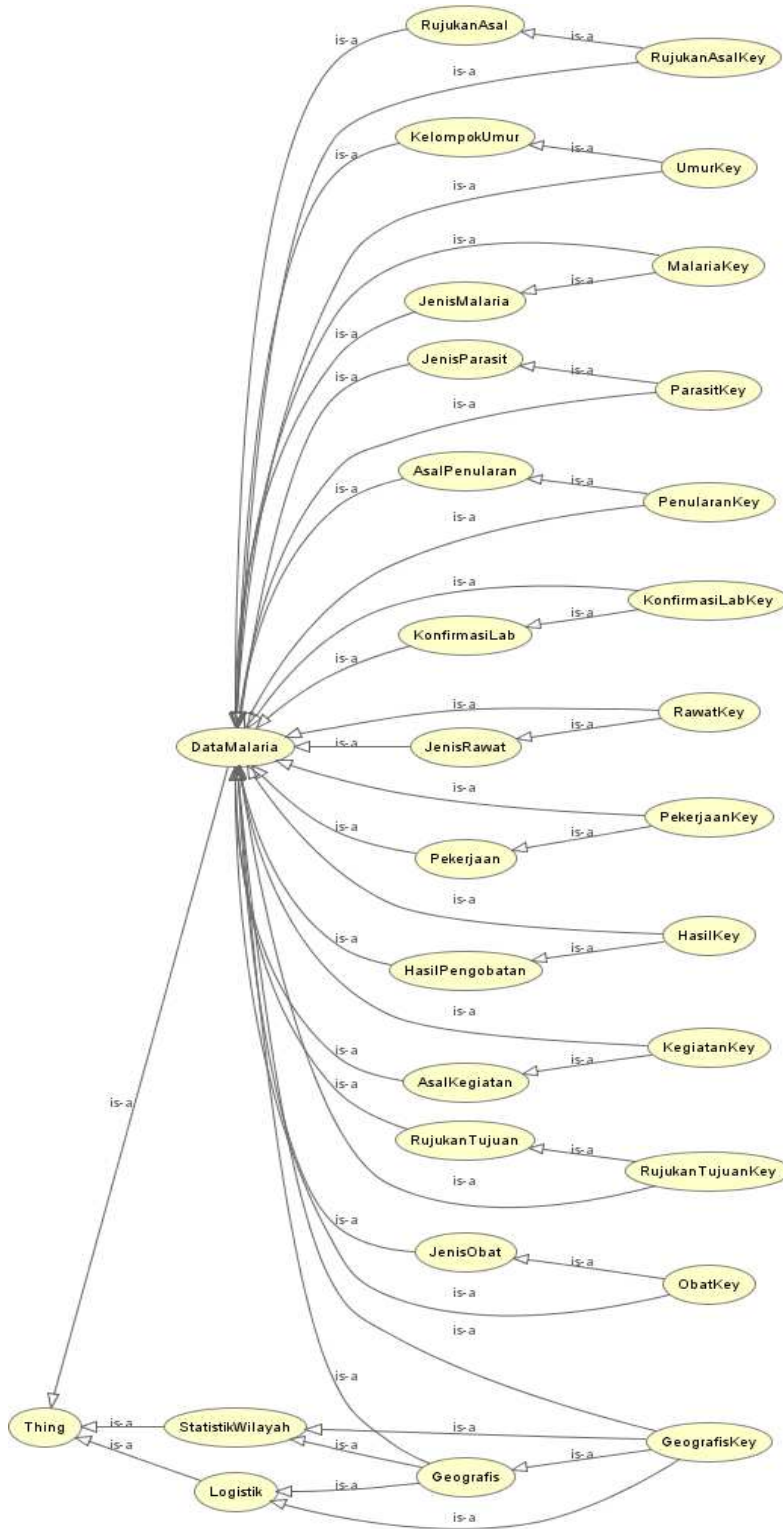 RujukanAsal
is-a
is-a
RujukanAsalKey
is-a
KelompokUmur
is-a
is-a
UmurKey
is-a
is-a
MalariaKey
is-a
JenisMalaria
is-a
JenisParasit
is-a
is-a
ParasitKey
is-a
AsalPenularan
is-a
is-a
PenularanKey
is-a
is-a
KonfirmasiLabKey
is-a
KonfirmasiLab
is-a
is-a
RawatKey
is-a
DataMalaria
is-a
JenisRawat
is-a
PekerjaanKey
is-a
is-a
Pekerjaan
is-a
HasilKey
is-a
is-a
HasilPengobatan
is-a
KegiatanKey
is-a
is-a
AsalKegiatan
is-a
is-a
RujukanTujuan
is-a
RujukanTujuanKey
is-a
JenisObat
is-a
ObatKey
is-a
is-a
is-a
Thing
is-a
StatistikWilayah
is-a
GeografisKey
is-a
is-a
is-a
Geografis
Logistik
is-a
is-a